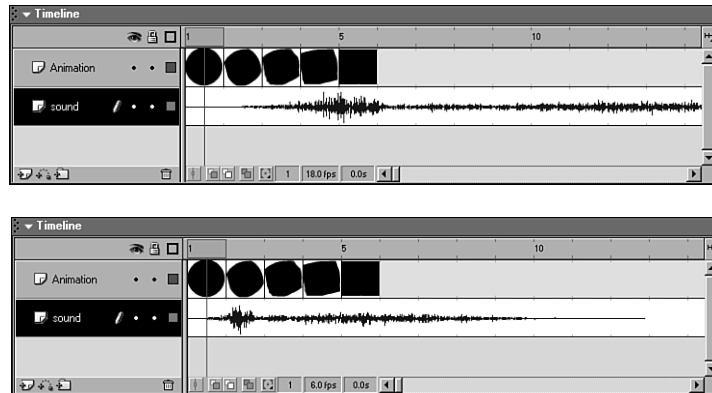 Timeline
1 5 10
Animation
sound
1 18.0 fps 0.0s
Timeline
1 5 10
Animation
sound
1 6.0 fps 0.0s